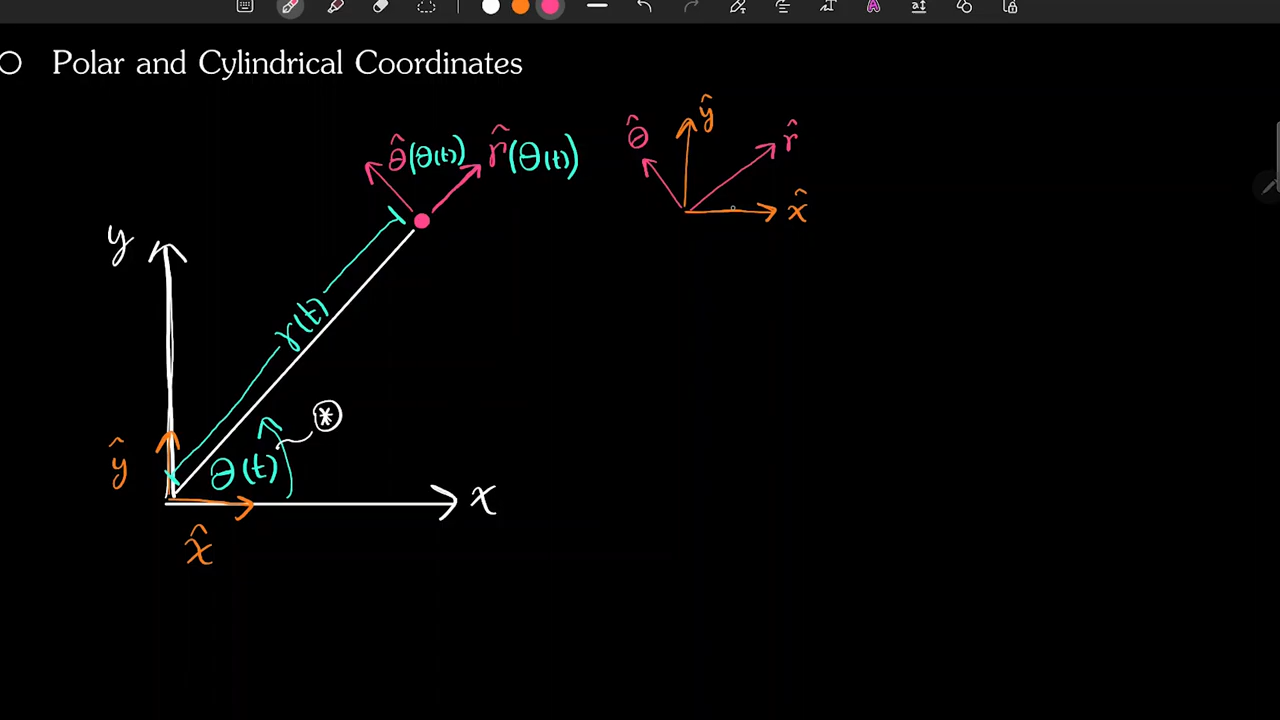 Polar and Cylindrical Coordinates
θ̂(θ(t)) r̂(θ(t))
θ̂ ŷ r̂
x̂
y
r(t)
⊛
ŷ θ(t)
x
x̂